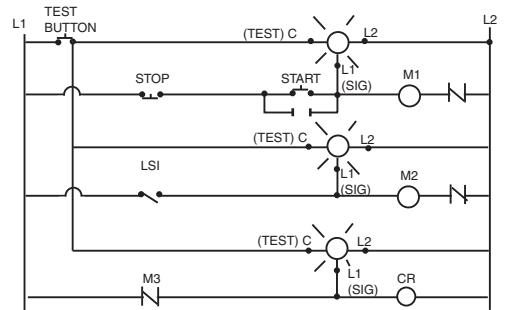 L1
TEST
BUTTON
(TEST) C
L2
L2
STOP
START
L1
(SIG)
M1
(TEST) C
L2
LSI
L1
(SIG)
M2
(TEST) C
L2
M3
L1
(SIG)
CR